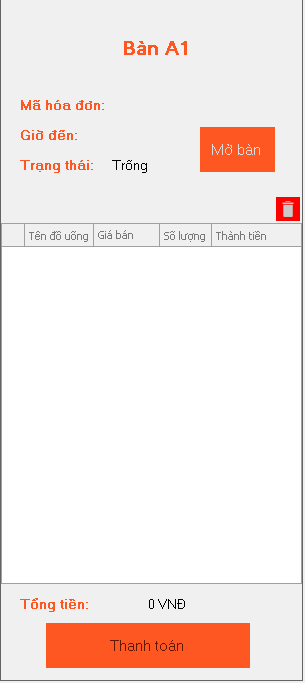 Bàn A1
Mã hóa đơn:
Giờ đến:
Mở bàn
Trạng thái: Trống
Tên đồ uống Giá bán Số lượng Thành tiền
Tổng tiền: 0 VNĐ
Thanh toán